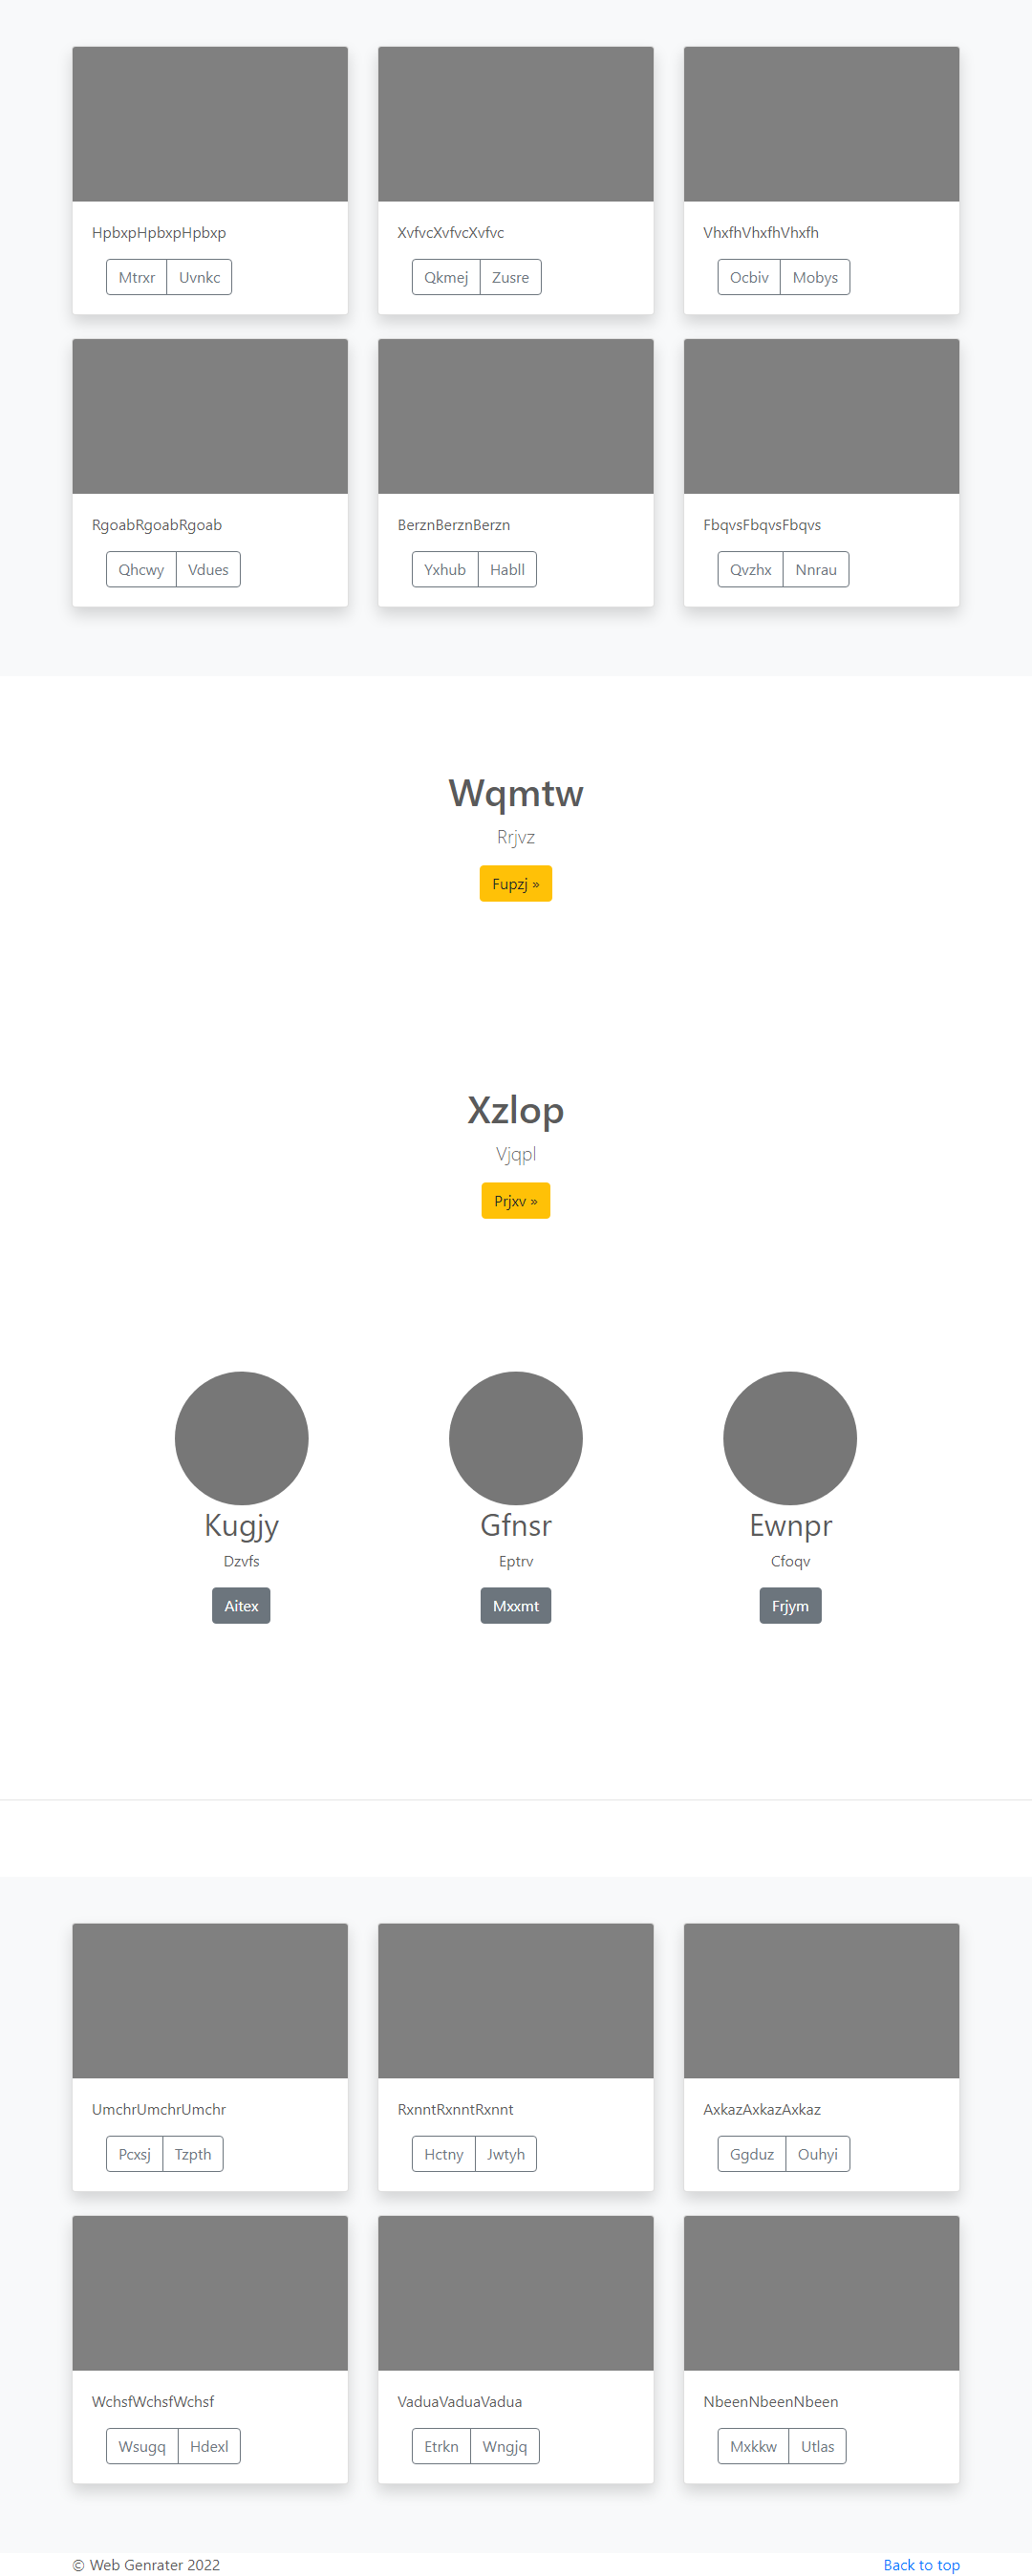 HpbxpHpbxpHpbxp
Mtrxr Uvnkc
XvfvcXvfvcXvfvc
Qkmej Zusre
VhxfhVhxfhVhxfh
Ocbiv Mobys
RgoabRgoabRgoab
Qhcwy Vdues
BerznBerznBerzn
Yxhub Habll
FbqvsFbqvsFbqvs
Qvzhx Nnrau
Wqmtw
Rrjvz
Fupzj »
Xzlop
Vjqpl
Prjxv »
Kugjy
Dzvfs
Aitex
Gfnsr
Eptrv
Mxxmt
Ewnpr
Cfoqv
Frjym
UmchrUmchrUmchr
Pcxsj Tzpth
RxnntRxnntRxnnt
Hctny Jwtyh
AxkazAxkazAxkaz
Ggduz Ouhyi
WchsfWchsfWchsf
Wsugq Hdexl
VaduaVaduaVadua
Etrkn Wngjq
NbeenNbeenNbeen
Mxkkw Utlas
© Web Genrater 2022
Back to top